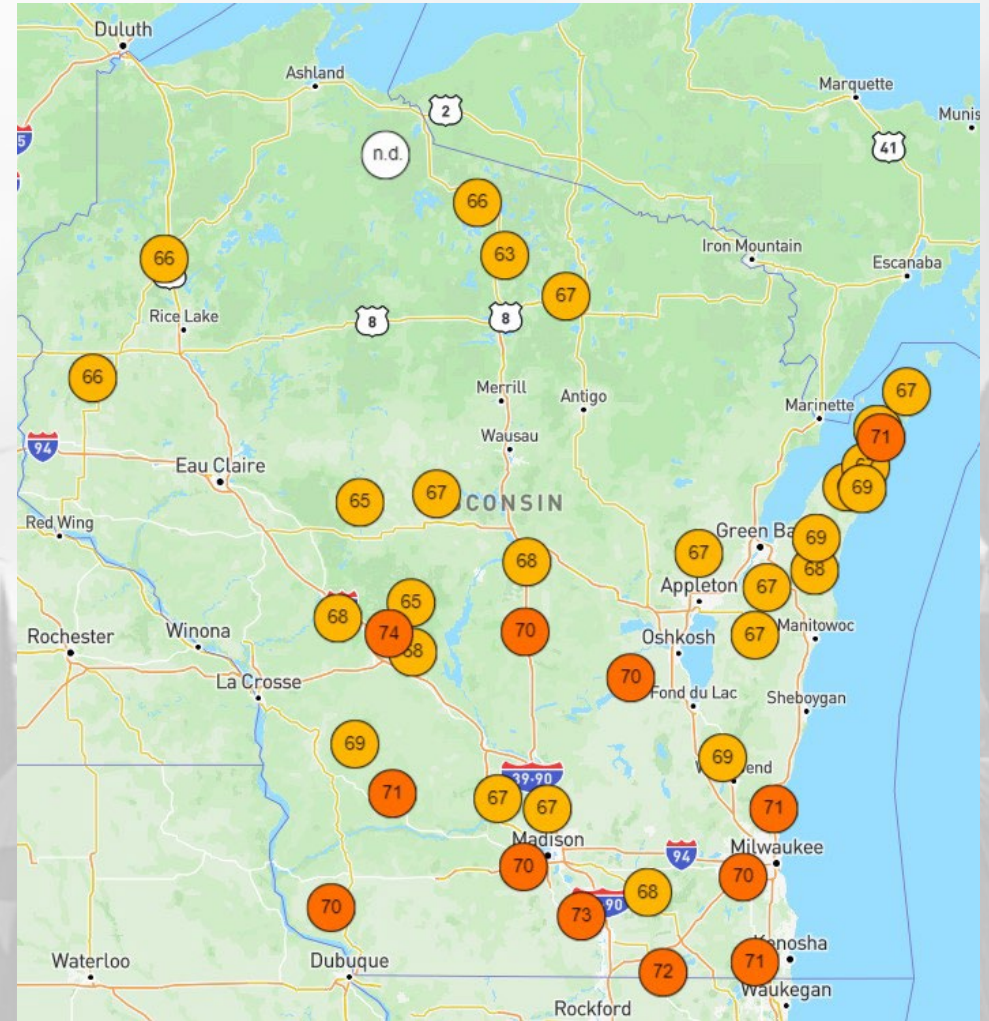 Duluth
Ashland
Marquette
2
Munis
41
n.d.
66
63
Iron Mountain
66
Escanaba
67
Rice Lake
8
8
66
Merrill
Antigo
67
Marinette
71
Wausau
94
Eau Claire
67
65
CONSIN
69
Red Wing
69
Green Ba
67
68
68
Appleton
67
65
68
74
70
67
Manitowoc
Rochester
Winona
Oshkosh
68
La Crosse
70
Fond du Lac
Sheboygan
69
69
end
39-90
71
67
67
71
Madison
94
Milwaukee
70
70
68
90
70
73
Kenosha
Waterloo
Dubuque
72
71
Waukegan
Rockford